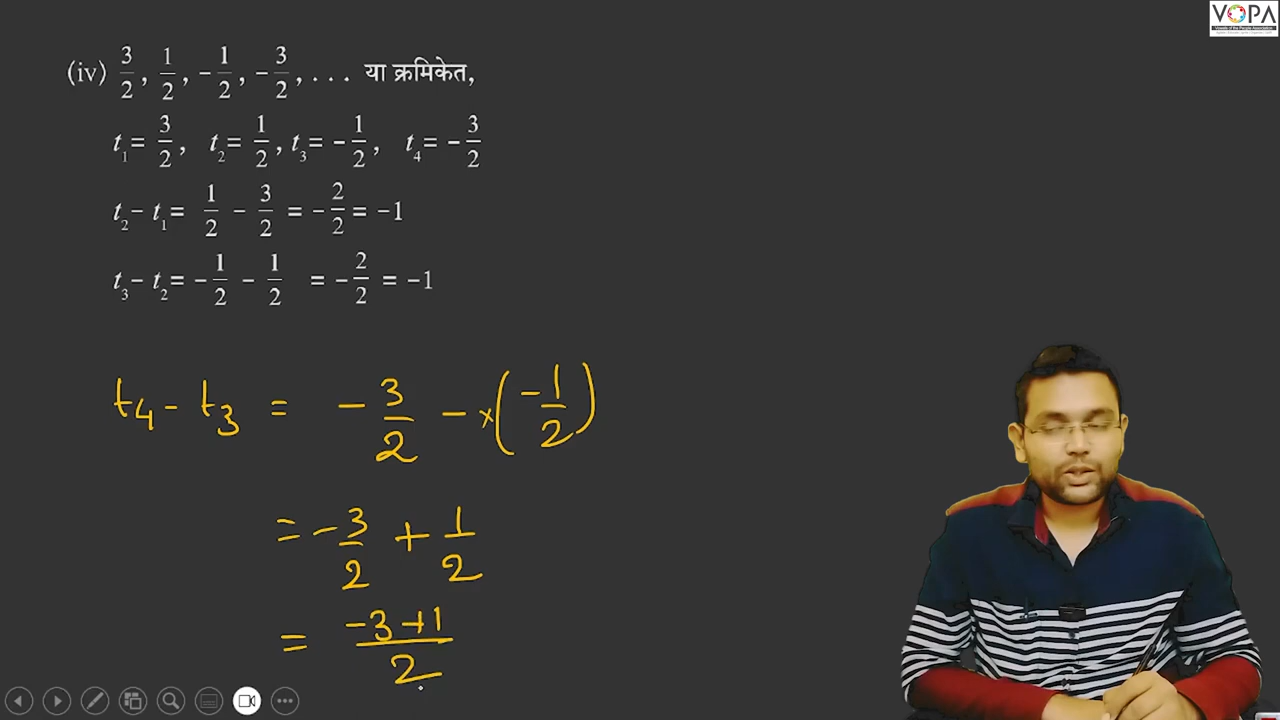 VOPA
(iv) 3/2, 1/2, -1/2, -3/2, . . . या क्रमिकेत,
t₁= 3/2, t₂= 1/2, t₃= -1/2, t₄= -3/2
t₂- t₁= 1/2 - 3/2 = -2/2 = -1
t₃- t₂= -1/2 - 1/2 = -2/2 = -1
t₄ - t₃ = -3/2 - ×(-1/2)
= -3/2 + 1/2
= -3+1/2